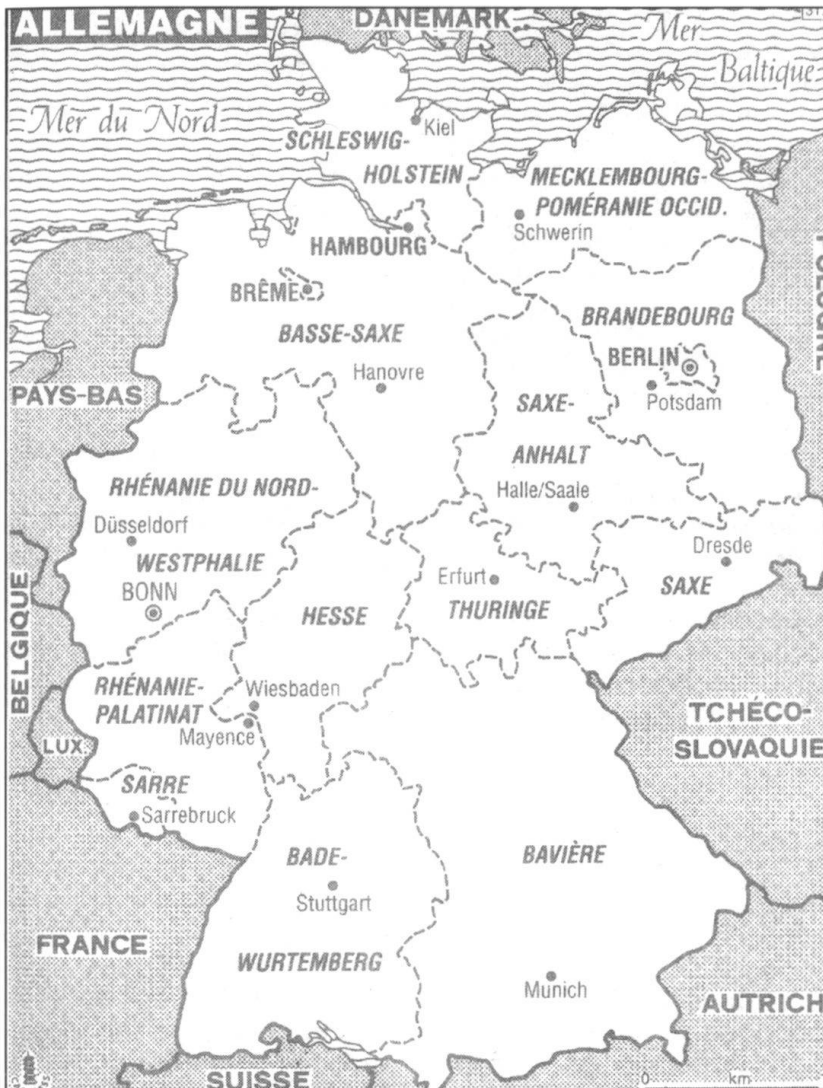 ALLEMAGNE
DANEMARK
Mer
Baltique
Mer du Nord
Kiel
SCHLESWIG-
HOLSTEIN
MECKLEMBOURG-
POMÉRANIE OCCID.
Schwerin
HAMBOURG
BRÊME
BASSE-SAXE
Hanovre
BRANDEBOURG
BERLIN
Potsdam
PAYS-BAS
SAXE-
ANHALT
Halle/Saale
RHÉNANIE DU NORD-
WESTPHALIE
Düsseldorf
BONN
Dresde
SAXE
Erfurt
THURINGE
HESSE
BELGIQUE
RHÉNANIE-
PALATINAT
Wiesbaden
Mayence
LUX.
TCHÉCO-
SLOVAQUIE
SARRE
Sarrebruck
BADE-
WURTEMBERG
Stuttgart
BAVIÈRE
Munich
FRANCE
AUTRICH
SUISSE
0 km